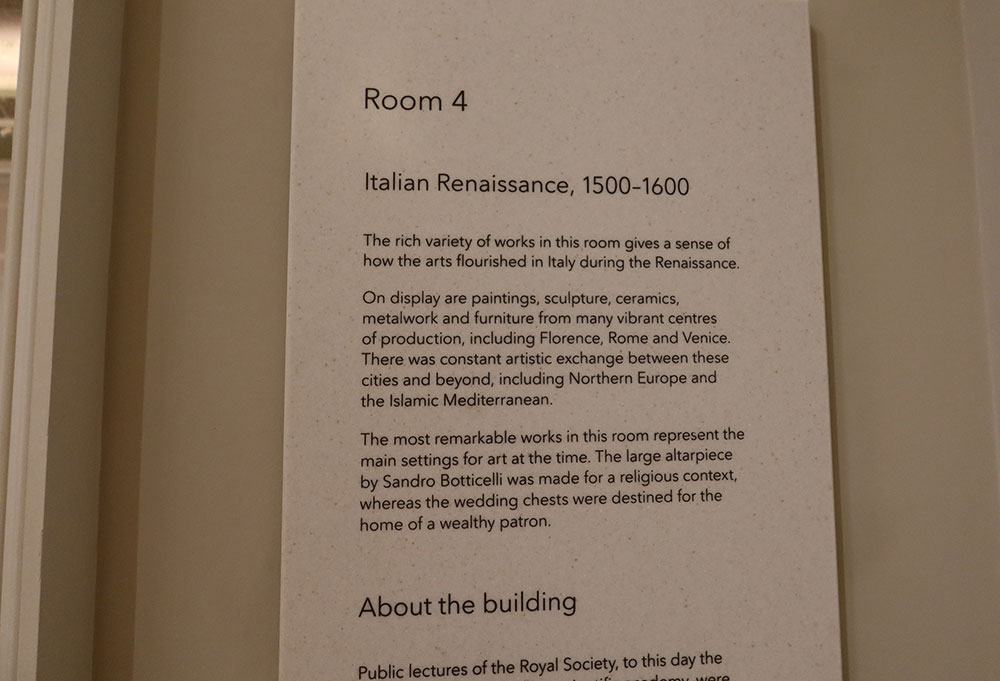 Room 4
Italian Renaissance, 1500–1600
The rich variety of works in this room gives a sense of
how the arts flourished in Italy during the Renaissance.
On display are paintings, sculpture, ceramics,
metalwork and furniture from many vibrant centres
of production, including Florence, Rome and Venice.
There was constant artistic exchange between these
cities and beyond, including Northern Europe and
the Islamic Mediterranean.
The most remarkable works in this room represent the
main settings for art at the time. The large altarpiece
by Sandro Botticelli was made for a religious context,
whereas the wedding chests were destined for the
home of a wealthy patron.
About the building
Public lectures of the Royal Society, to this day the
academy, were